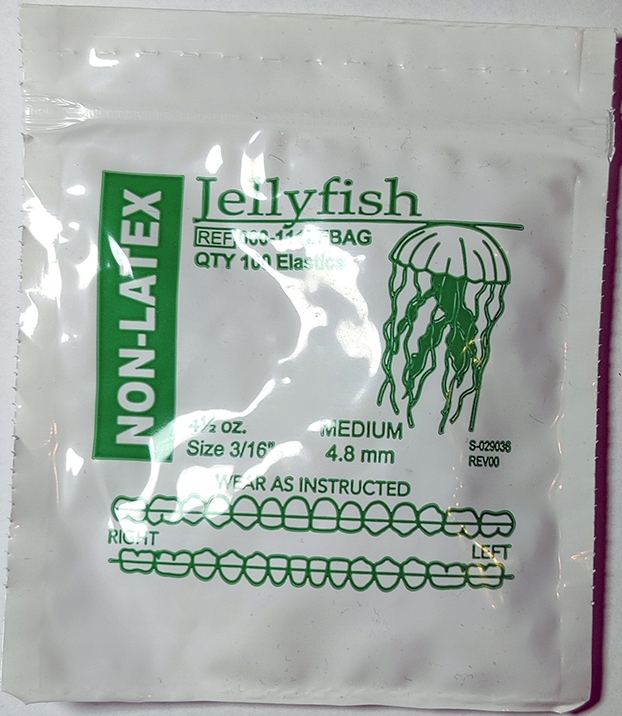 NON-LATEX
Jellyfish
REF
QTY 100 Elastics
4½ oz. MEDIUM
Size 3/16" 4.8 mm
S-029036
REV00
WEAR AS INSTRUCTED
RIGHT LEFT